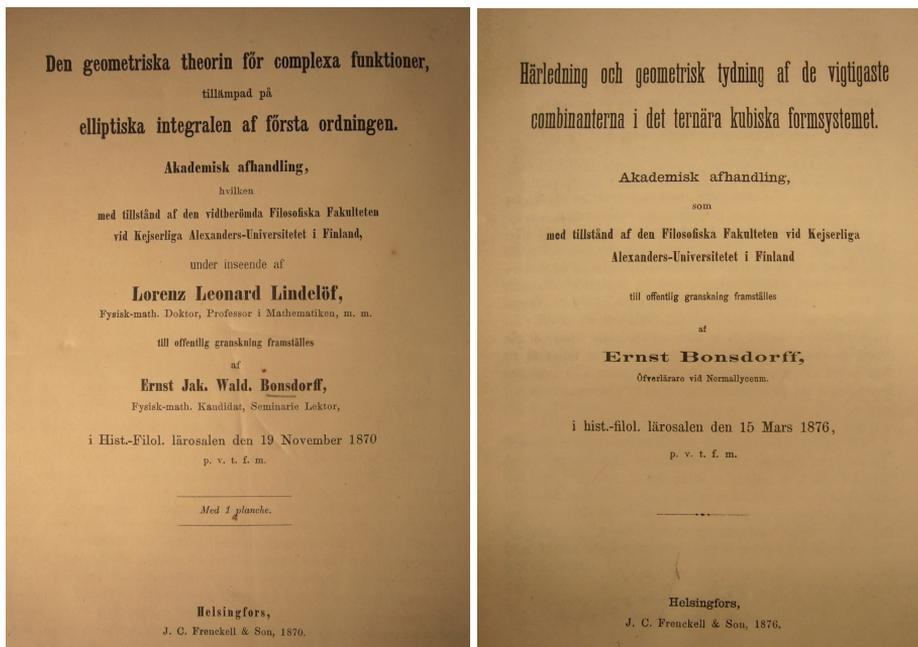 Den geometriska theorin för complexa funktioner,
tillämpad på
elliptiska integralen af första ordningen.
Akademisk afhandling,
hvilken
med tillstånd af den vidtberömda Filosofiska Fakulteten
vid Kejserliga Alexanders-Universitetet i Finland,
under inseende af
Lorenz Leonard Lindelöf,
Fysisk-math. Doktor, Professor i Mathematiken, m. m.
till offentlig granskning framställes
af
Ernst Jak. Wald. Bonsdorff,
Fysisk-math. Kandidat, Seminarie Lektor,
i Hist.-Filol. lärosalen den 19 November 1870
p. v. t. f. m.
Med 1 planche.
Helsingfors,
J. C. Frenckell & Son, 1870.
Härledning och geometrisk tydning af de vigtigaste
combinanterna i det ternära kubiska formsystemet.
Akademisk afhandling,
som
med tillstånd af den Filosofiska Fakulteten vid Kejserliga
Alexanders-Universitetet i Finland
till offentlig granskning framställes
af
Ernst Bonsdorff,
Öfverlärare vid Normallyceum.
i hist.-filol. lärosalen den 15 Mars 1876,
p. v. t. f. m.
Helsingfors,
J. C. Frenckell & Son, 1876.